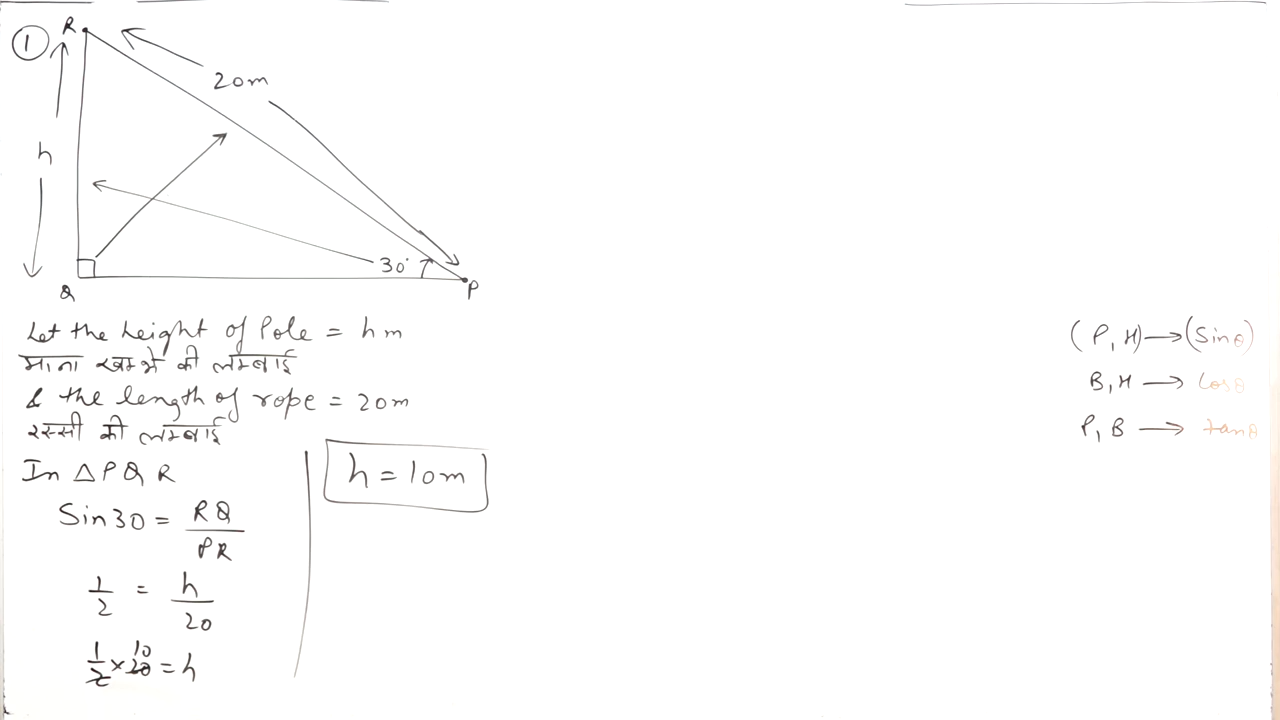 1
R
20m
h
30°
Q
P
Let the height of Pole = h m
माना खम्भे की लम्बाई
& the length of rope = 20m
रस्सी की लम्बाई
In △PQR
Sin30 = RQ/PR
1/2 = h/20
1/2 × 20 10 = h
h = 10m
(P, H) → (Sinθ)
B, H → Cosθ
P, B → tanθ